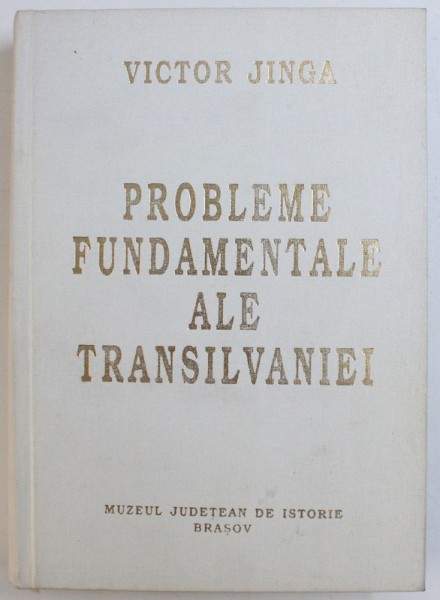 VICTOR JINGA
PROBLEME
FUNDAMENTALE
ALE
TRANSILVANIEI
MUZEUL JUDEȚEAN DE ISTORIE
BRAȘOV